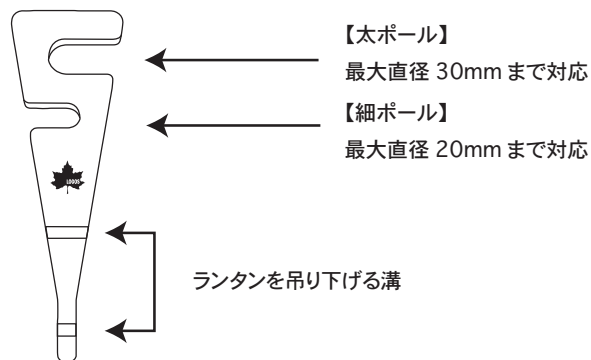 【太ポール】
最大直径 30mm まで対応
【細ポール】
最大直径 20mm まで対応
LOGOS
ランタンを吊り下げる溝